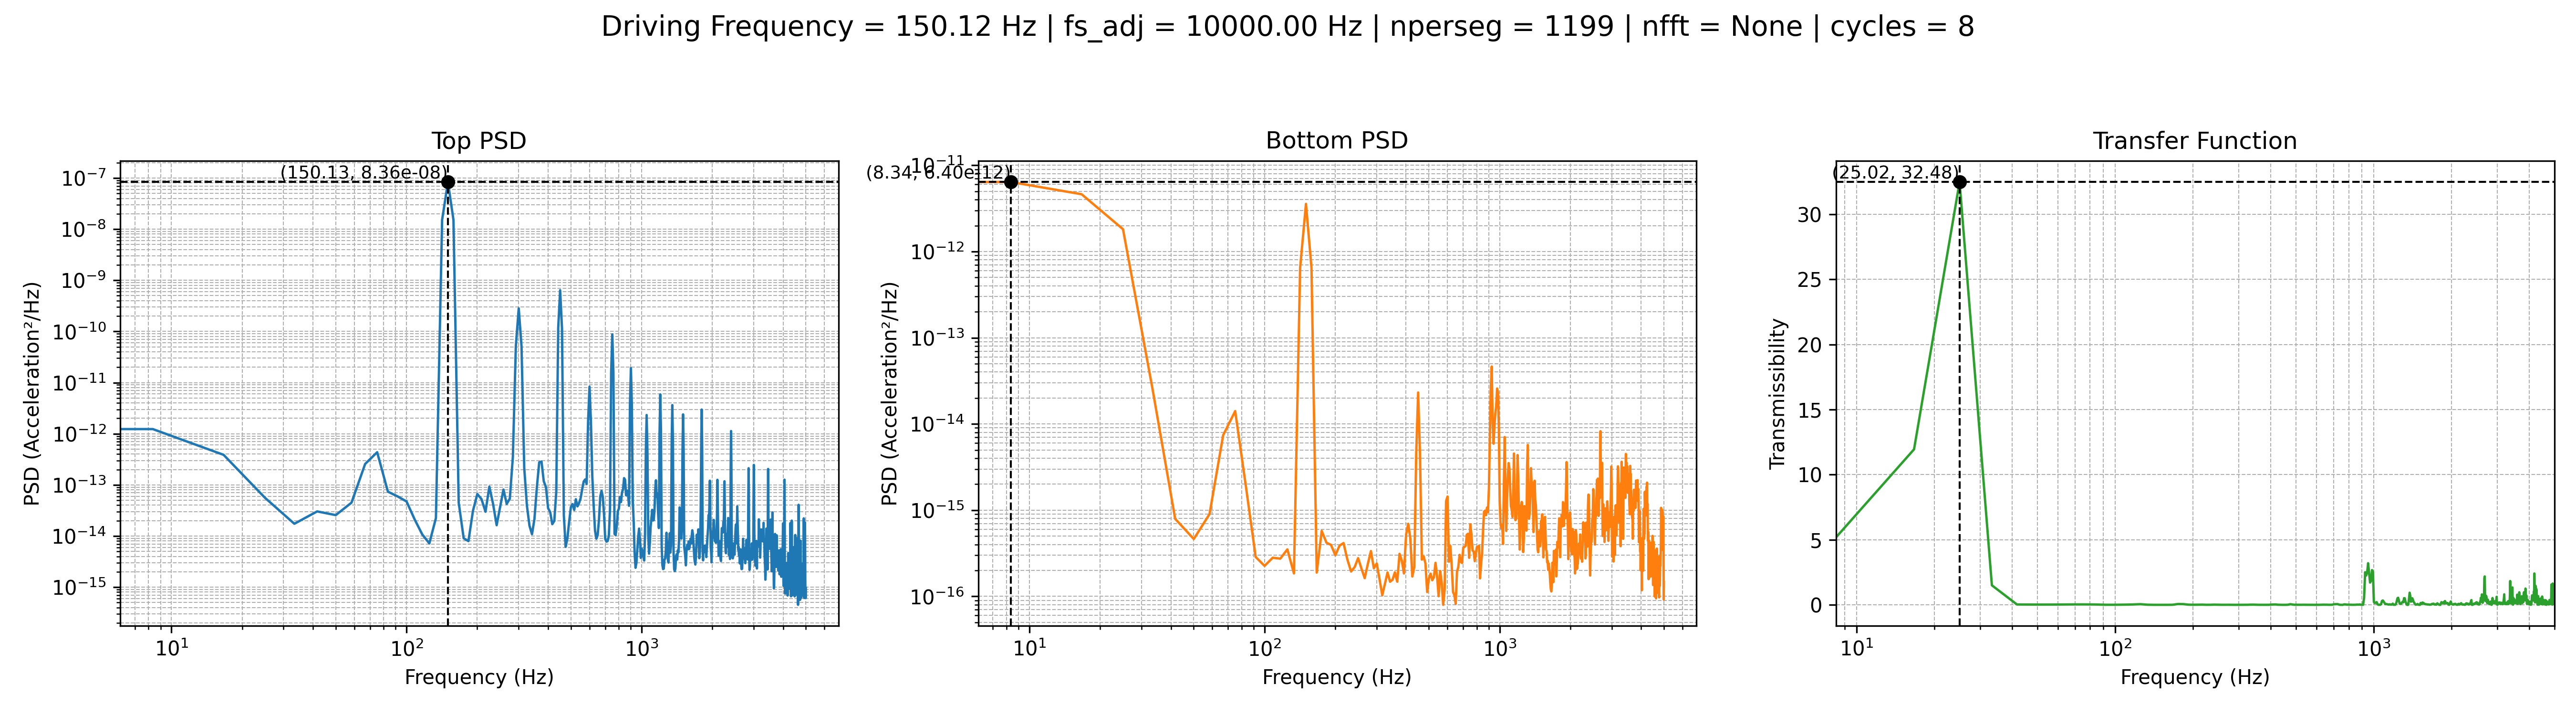 Driving Frequency = 150.12 Hz | fs_adj = 10000.00 Hz | nperseg = 1199 | nfft = None | cycles = 8
Top PSD
(150.13, 8.36e-08)
10⁻⁷
10⁻⁸
10⁻⁹
10⁻¹⁰
10⁻¹¹
10⁻¹²
10⁻¹³
10⁻¹⁴
10⁻¹⁵
PSD (Acceleration²/Hz)
10¹
10²
10³
Frequency (Hz)
Bottom PSD
(8.34, 6.40e-12)
10⁻¹¹
10⁻¹²
10⁻¹³
10⁻¹⁴
10⁻¹⁵
10⁻¹⁶
PSD (Acceleration²/Hz)
10¹
10²
10³
Frequency (Hz)
Transfer Function
(25.02, 32.48)
30
25
20
15
10
5
0
Transmissibility
10¹
10²
10³
Frequency (Hz)